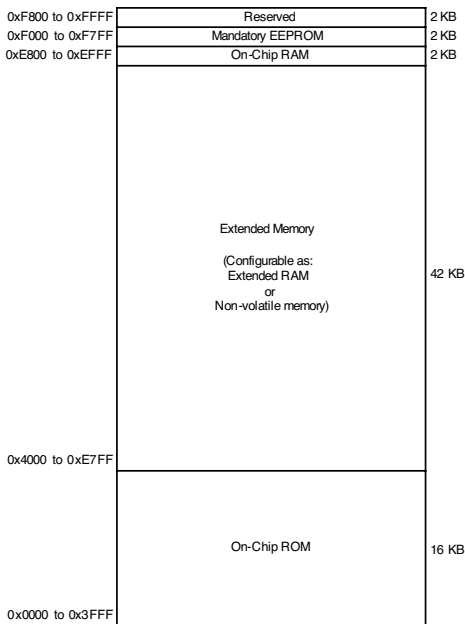 0xF800 to 0xFFFF Reserved 2 KB
0xF000 to 0xF7FF Mandatory EEPROM 2 KB
0xE800 to 0xEFFF On-Chip RAM 2 KB
Extended Memory
(Configurable as:
Extended RAM
or
Non-volatile memory)
42 KB
0x4000 to 0xE7FF
On-Chip ROM 16 KB
0x0000 to 0x3FFF